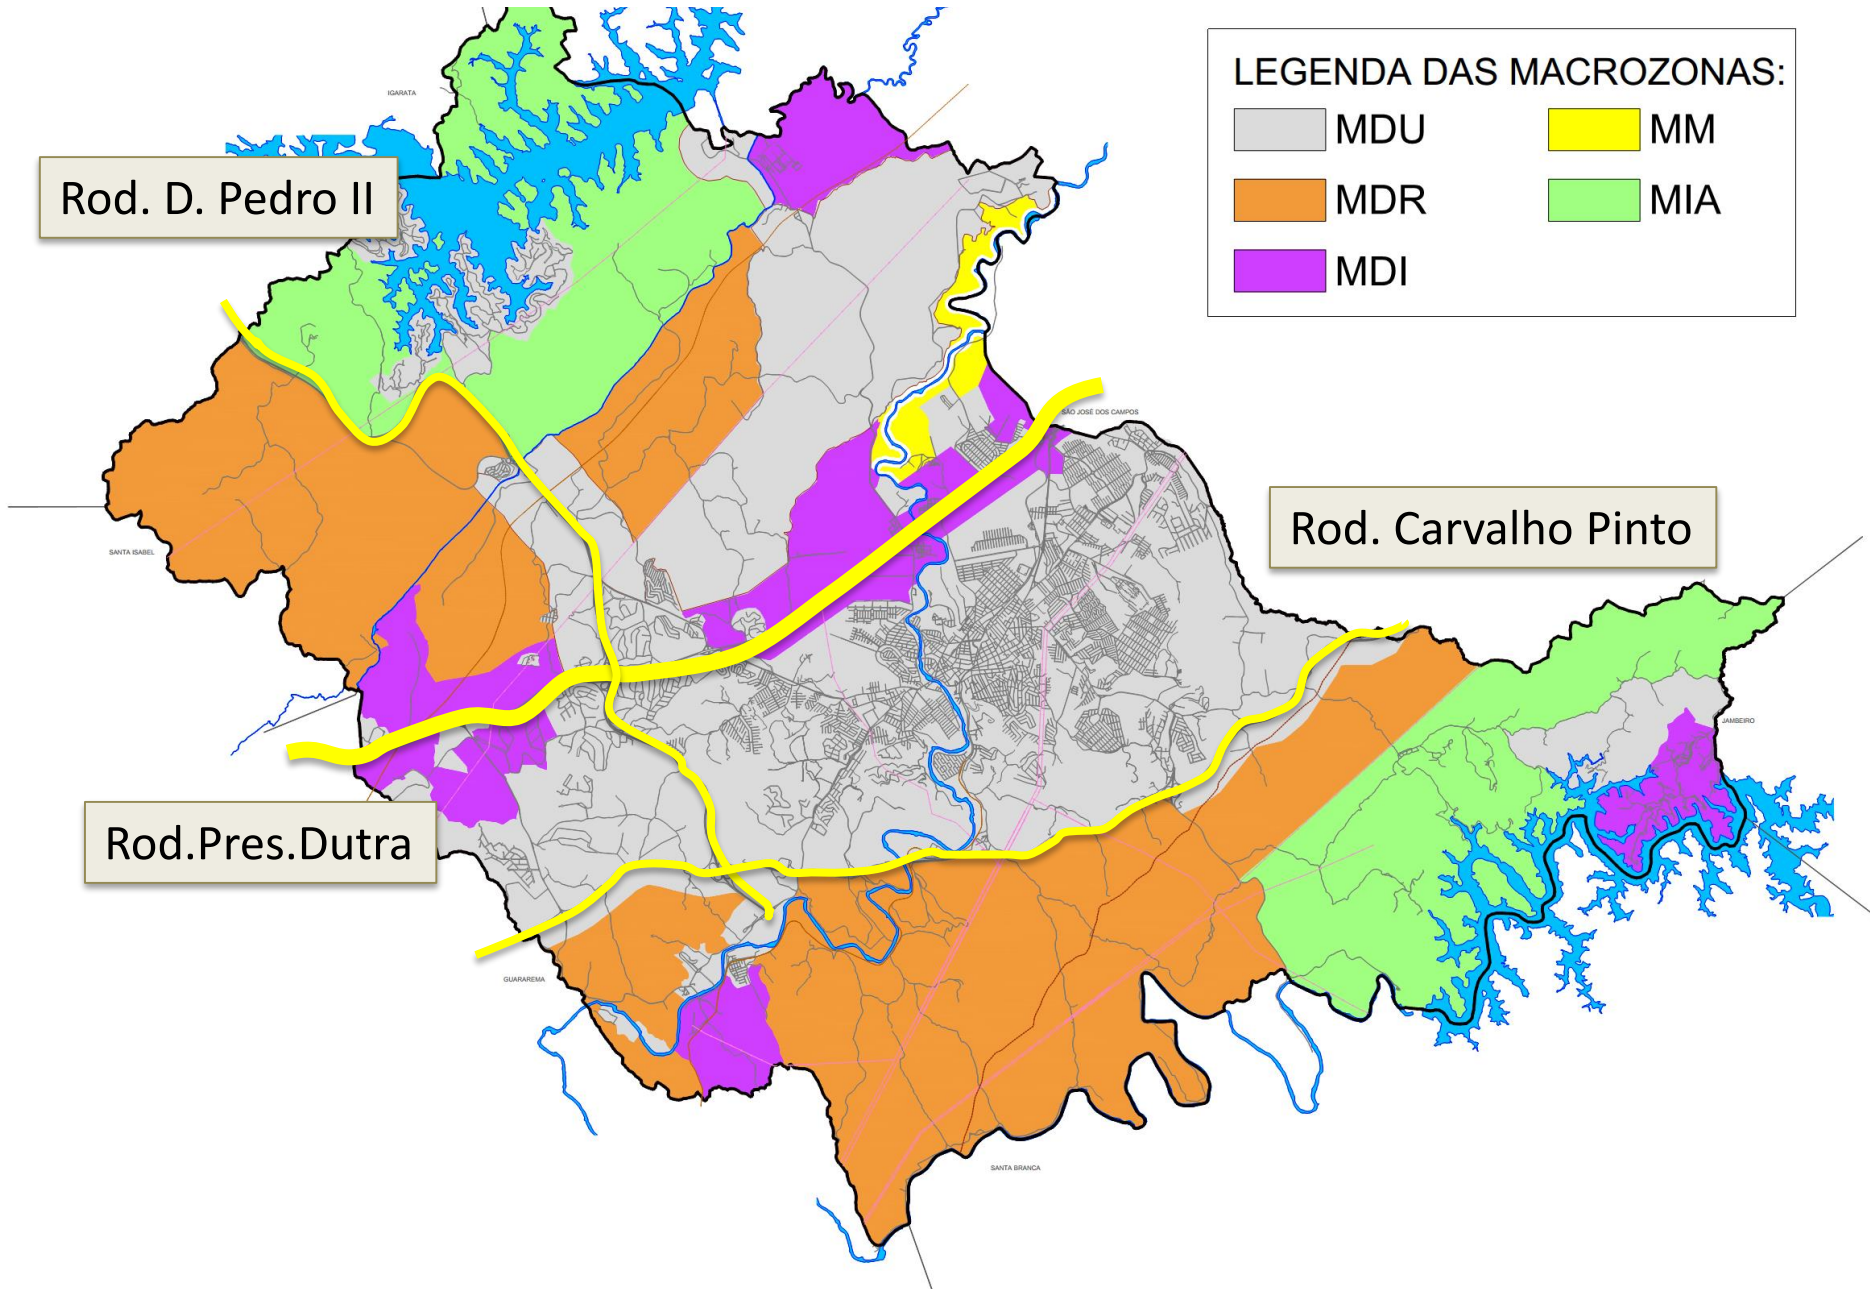 LEGENDA DAS MACROZONAS:
MDU
MM
MDR
MIA
MDI
IGARATA
Rod. D. Pedro II
SÃO JOSÉ DOS CAMPOS
Rod. Carvalho Pinto
SANTA ISABEL
JAMBEIRO
Rod.Pres.Dutra
GUARAREMA
SANTA BRANCA